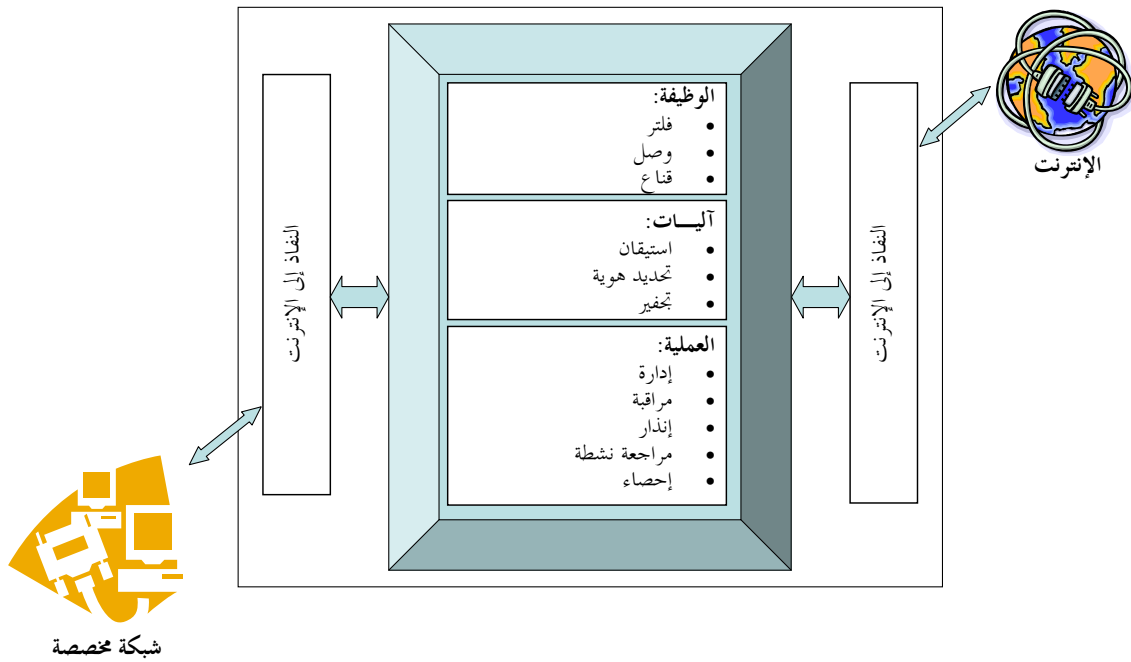 الإنترنت
النفاذ إلى الإنترنت
الوظيفة:
• فلتر
• وصل
• قناع
آليـــات:
• استيقان
• تحديد هوية
• تجفير
العملية:
• إدارة
• مراقبة
• إنذار
• مراجعة نشطة
• إحصاء
النفاذ إلى الإنترنت
شبكة مخصصة